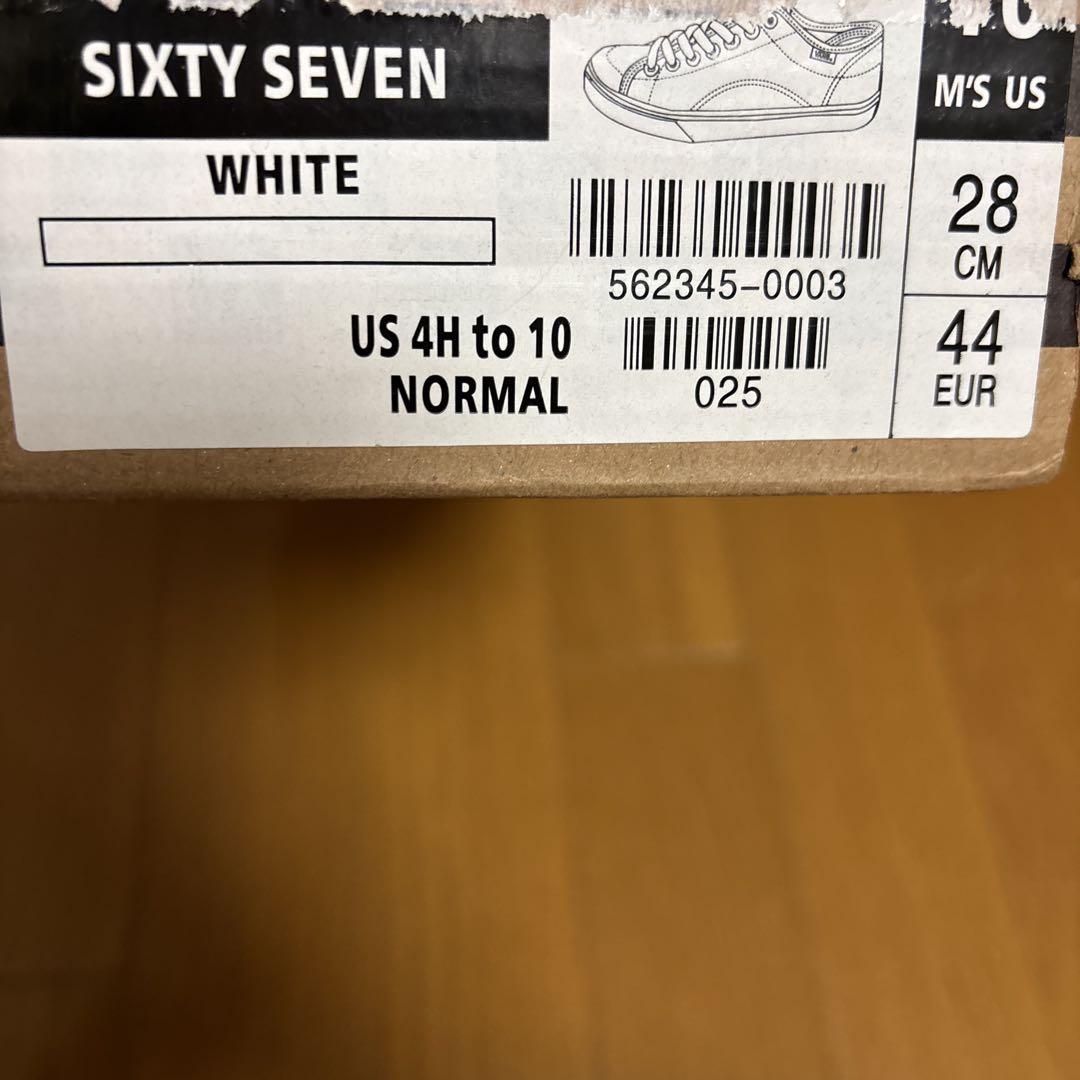 SIXTY SEVEN
M'S US
WHITE
28
CM
562345-0003
US 4H to 10
NORMAL
025
44
EUR